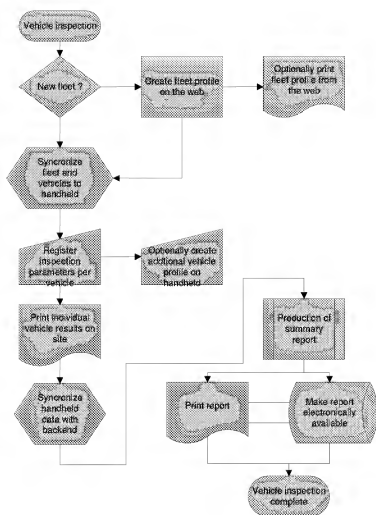 Vehicle inspection
New fleet ?
Create fleet profile
on the web
Optionally print
fleet profile from
the web
Syncronize
fleet and
vehicles to
handheld
Register
inspection
parameters per
vehicle
Optionally create
addtional vehicle
profile on
handheld
Print individual
vehicle results on
site
Syncronize
handheld
data with
backend
Production of
summary
report
Print report
Make report
electronically
available
Vehicle inspection
complete